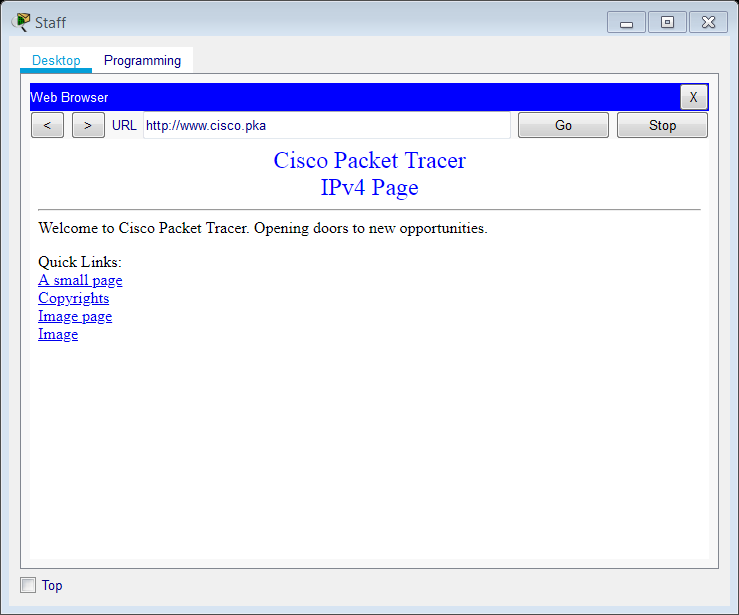 Staff
Desktop Programming
Web Browser X
< > URL http://www.cisco.pka Go Stop
Cisco Packet Tracer
IPv4 Page
Welcome to Cisco Packet Tracer. Opening doors to new opportunities.
Quick Links:
A small page
Copyrights
Image page
Image
Top